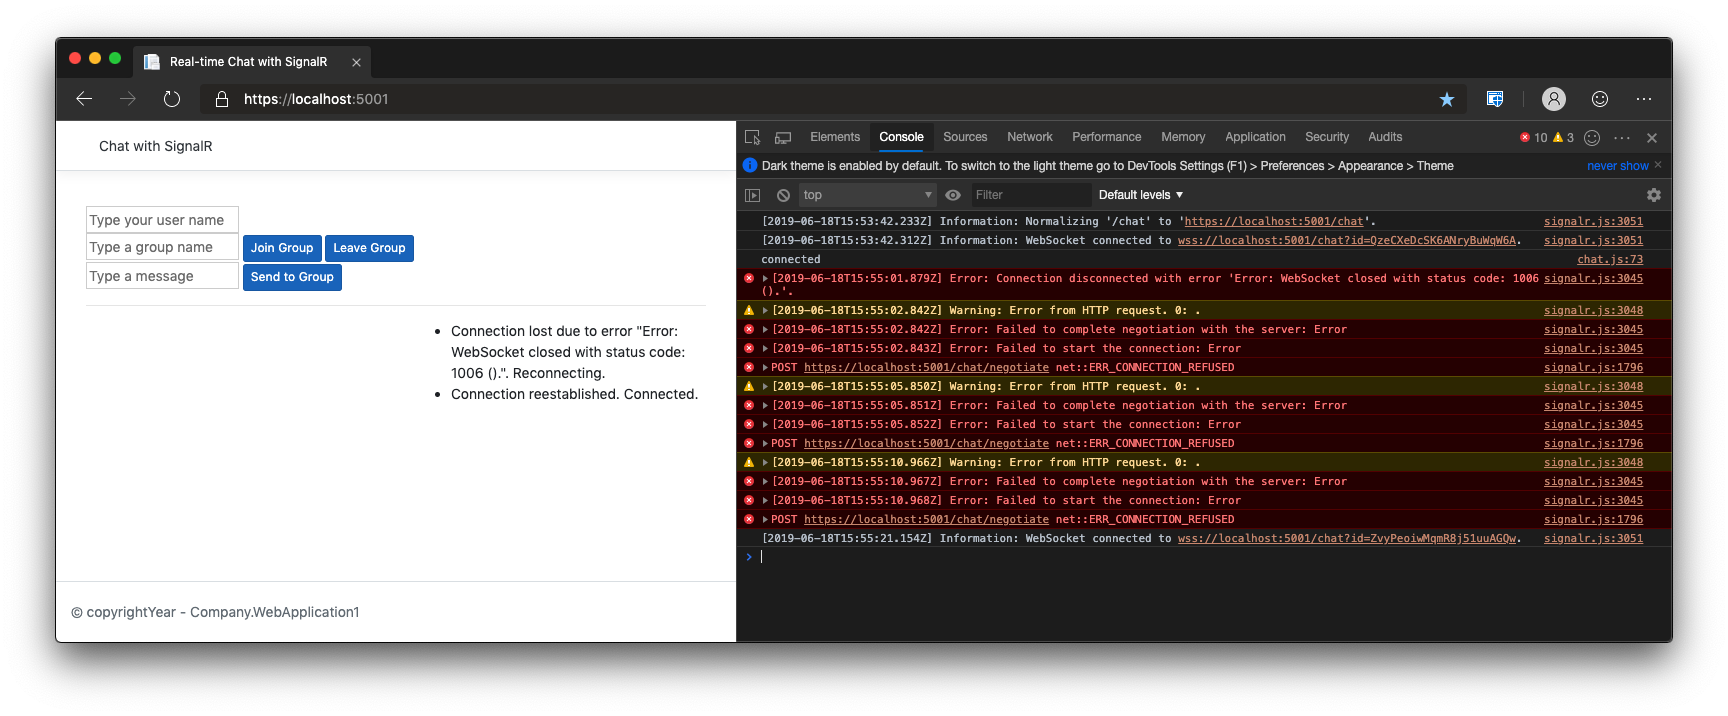 Real-time Chat with SignalR
https://localhost:5001
Chat with SignalR
Type your user name
Type a group name
Join Group
Leave Group
Type a message
Send to Group
Connection lost due to error "Error:
WebSocket closed with status code:
1006 ().". Reconnecting.
Connection reestablished. Connected.
© copyrightYear - Company.WebApplication1
Elements Console Sources Network Performance Memory Application Security Audits 10 3
Dark theme is enabled by default. To switch to the light theme go to DevTools Settings (F1) > Preferences > Appearance > Theme never show
top Filter Default levels
[2019-06-18T15:53:42.233Z] Information: Normalizing '/chat' to 'https://localhost:5001/chat'. signalr.js:3051
[2019-06-18T15:53:42.312Z] Information: WebSocket connected to wss://localhost:5001/chat?id=QzeCXeDcSK6ANryBuWqW6A. signalr.js:3051
connected chat.js:73
[2019-06-18T15:55:01.879Z] Error: Connection disconnected with error 'Error: WebSocket closed with status code: 1006 signalr.js:3045
().'.
[2019-06-18T15:55:02.842Z] Warning: Error from HTTP request. 0: . signalr.js:3048
[2019-06-18T15:55:02.842Z] Error: Failed to complete negotiation with the server: Error signalr.js:3045
[2019-06-18T15:55:02.843Z] Error: Failed to start the connection: Error signalr.js:3045
POST https://localhost:5001/chat/negotiate net::ERR_CONNECTION_REFUSED signalr.js:1796
[2019-06-18T15:55:05.850Z] Warning: Error from HTTP request. 0: . signalr.js:3048
[2019-06-18T15:55:05.851Z] Error: Failed to complete negotiation with the server: Error signalr.js:3045
[2019-06-18T15:55:05.852Z] Error: Failed to start the connection: Error signalr.js:3045
POST https://localhost:5001/chat/negotiate net::ERR_CONNECTION_REFUSED signalr.js:1796
[2019-06-18T15:55:10.966Z] Warning: Error from HTTP request. 0: . signalr.js:3048
[2019-06-18T15:55:10.967Z] Error: Failed to complete negotiation with the server: Error signalr.js:3045
[2019-06-18T15:55:10.968Z] Error: Failed to start the connection: Error signalr.js:3045
POST https://localhost:5001/chat/negotiate net::ERR_CONNECTION_REFUSED signalr.js:1796
[2019-06-18T15:55:21.154Z] Information: WebSocket connected to wss://localhost:5001/chat?id=ZvyPeoiwMqmR8j51uuAGQw. signalr.js:3051